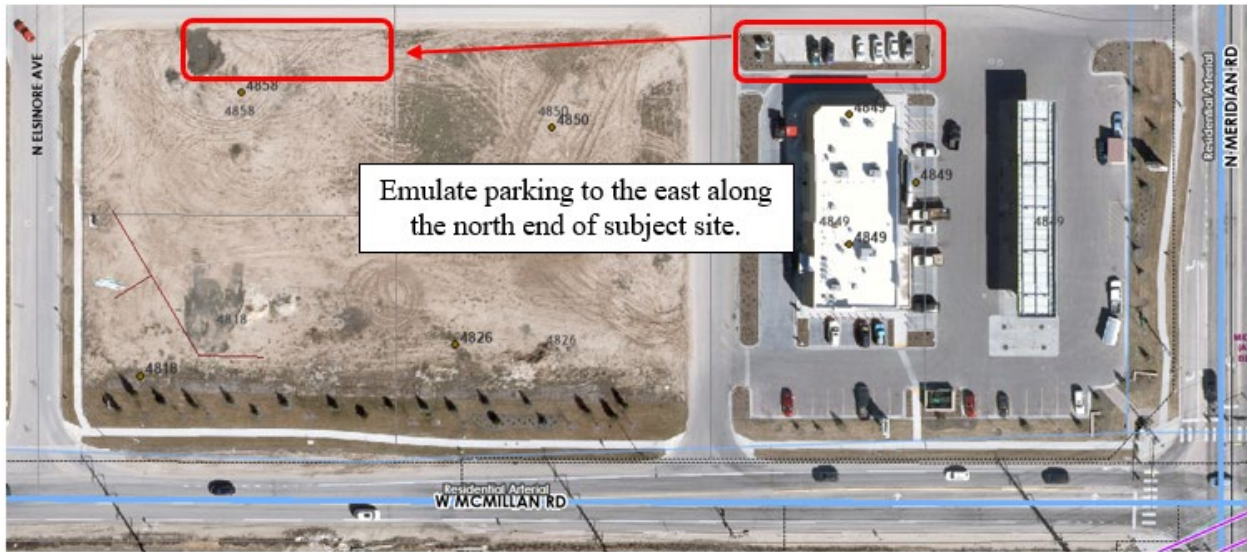 N ELSINORE AVE
4858
4858
4850
4850
4849
Residential Arterial
N MERIDIAN RD
Emulate parking to the east along
the north end of subject site.
4849
4849
4849
4849
4818
4826
4826
4818
Residential Arterial
W MCMILLAN RD